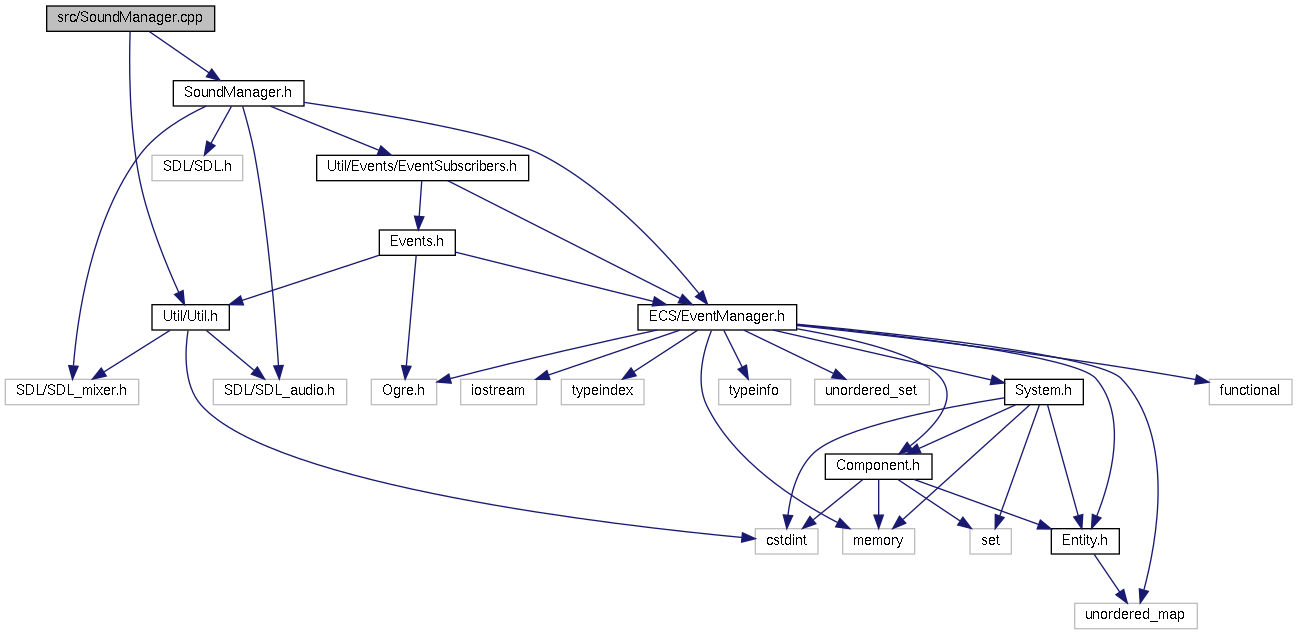 src/SoundManager.cpp
SoundManager.h
SDL/SDL.h
Util/Events/EventSubscribers.h
Events.h
Util/Util.h
ECS/EventManager.h
SDL/SDL_mixer.h
SDL/SDL_audio.h
Ogre.h
iostream
typeindex
typeinfo
unordered_set
System.h
functional
Component.h
cstdint
memory
set
Entity.h
unordered_map